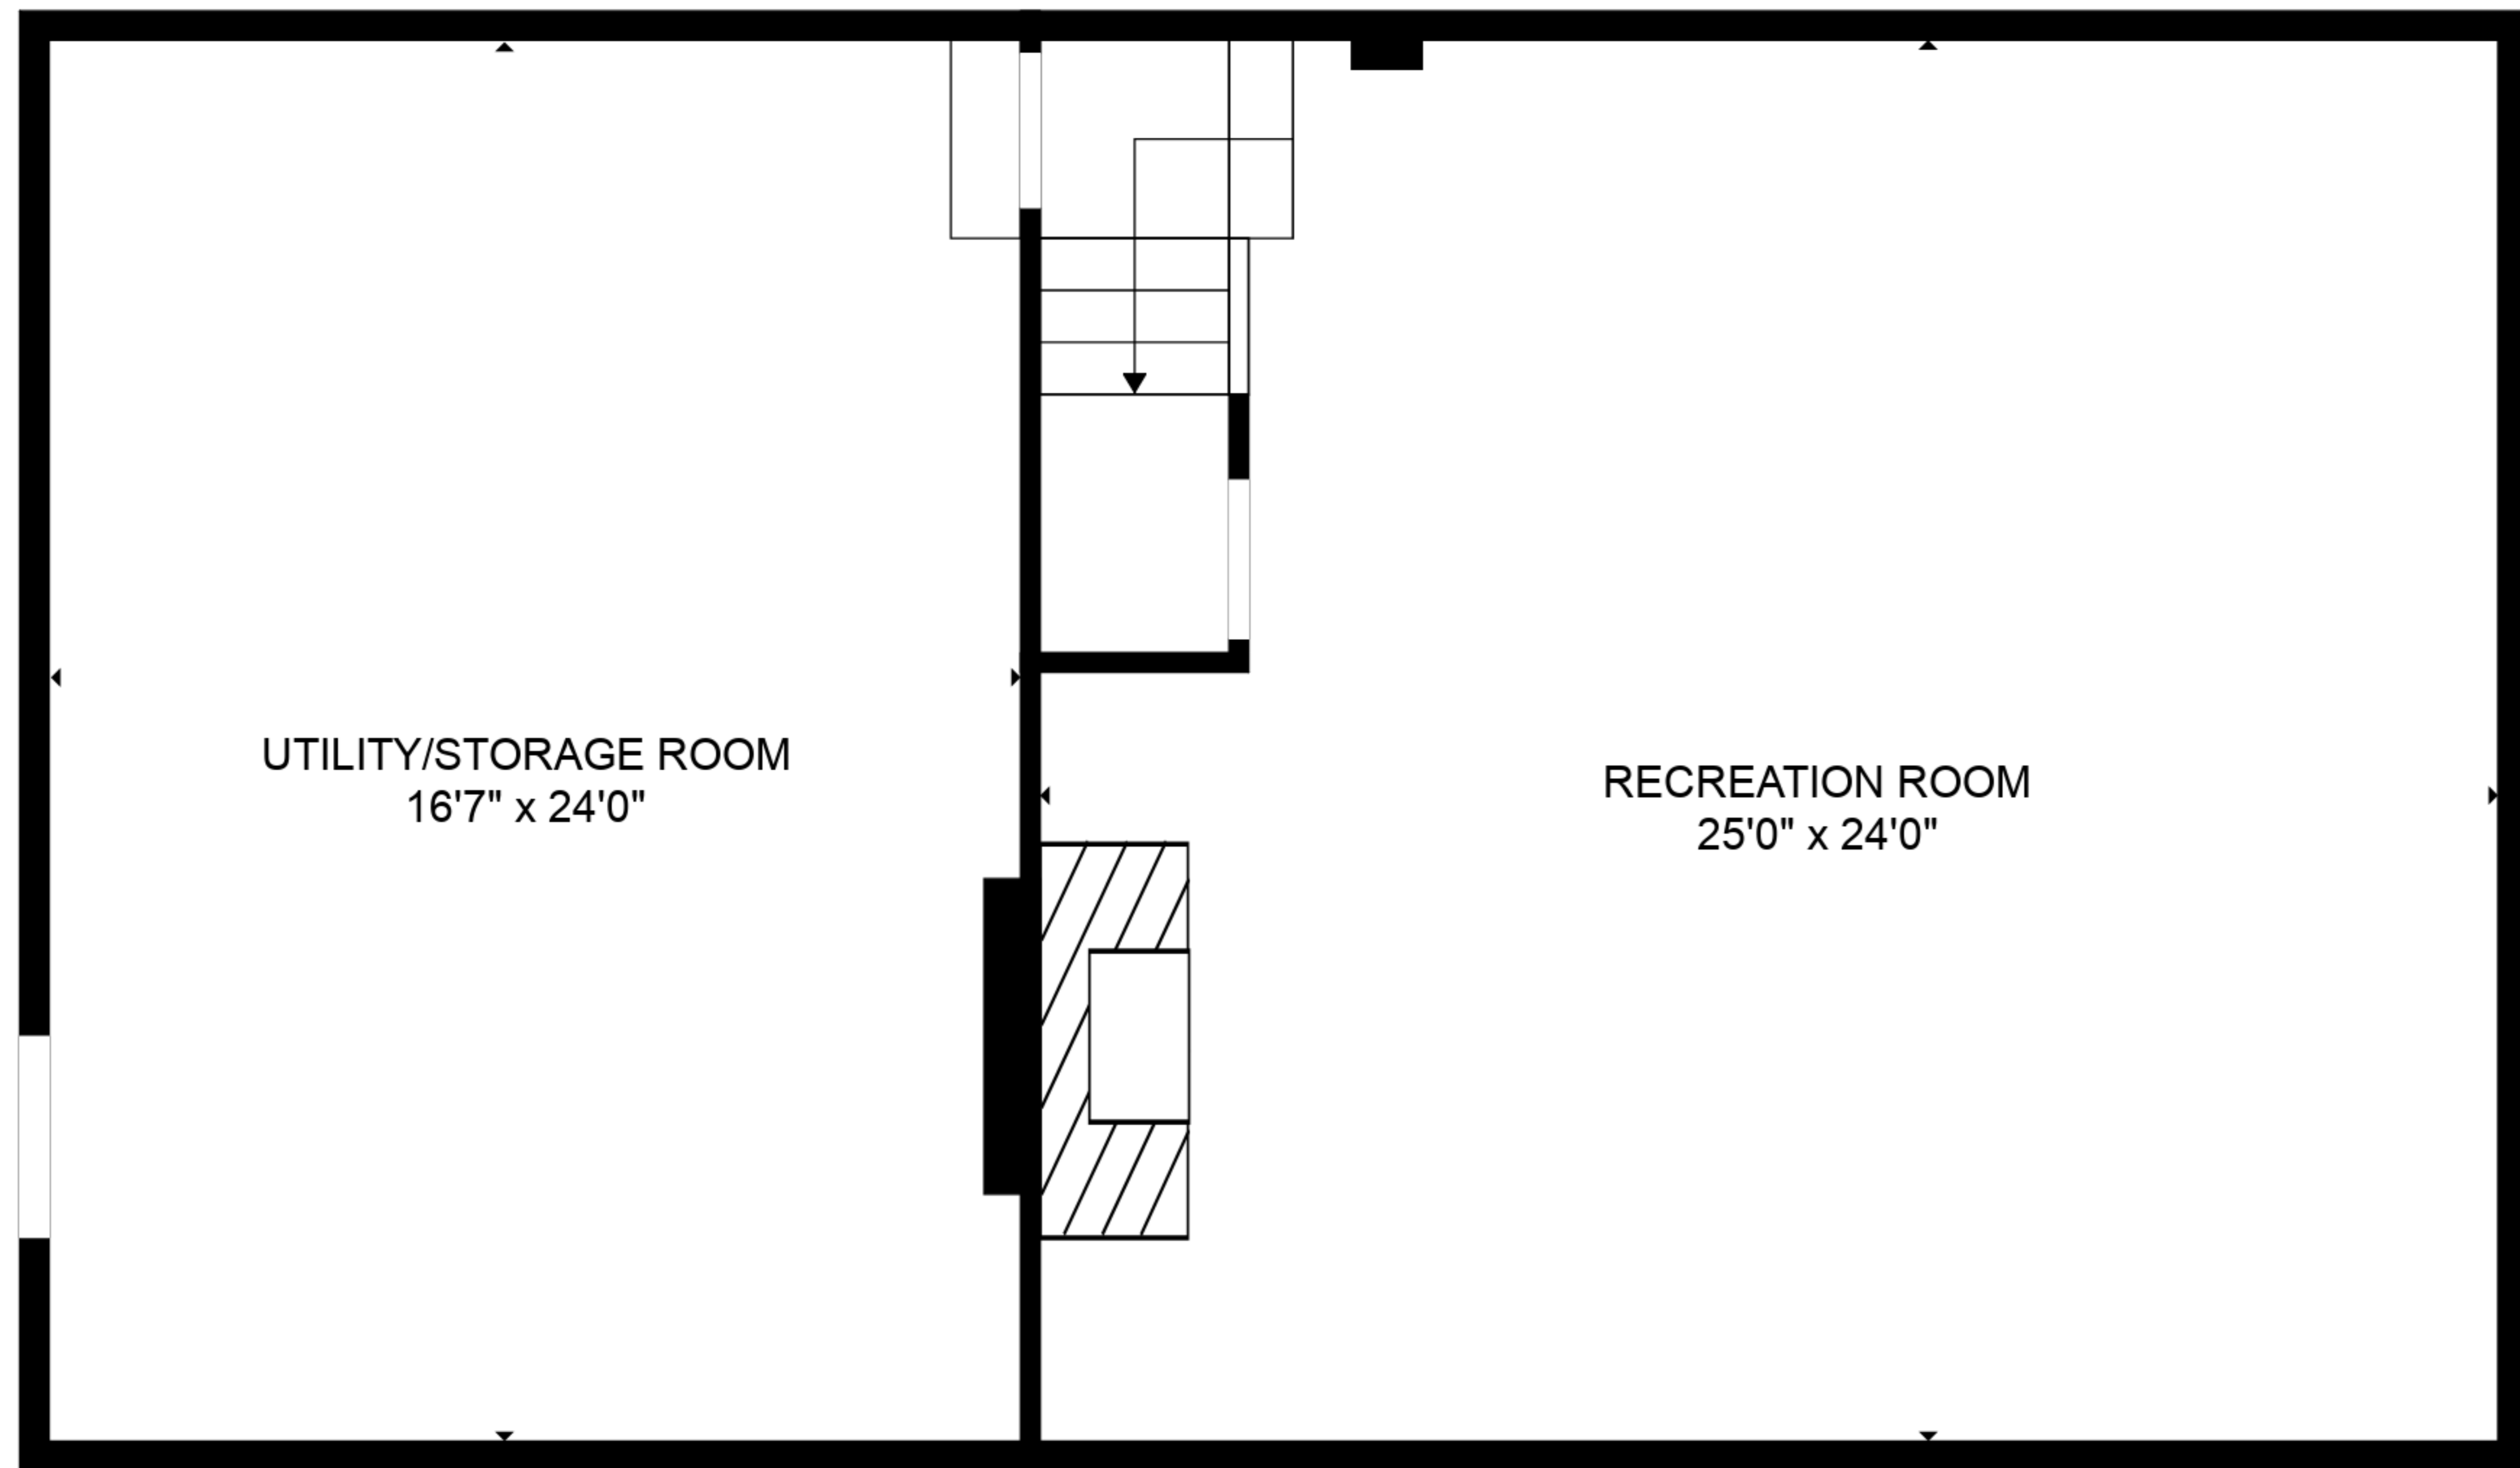 UTILITY/STORAGE ROOM
16'7" x 24'0"
RECREATION ROOM
25'0" x 24'0"